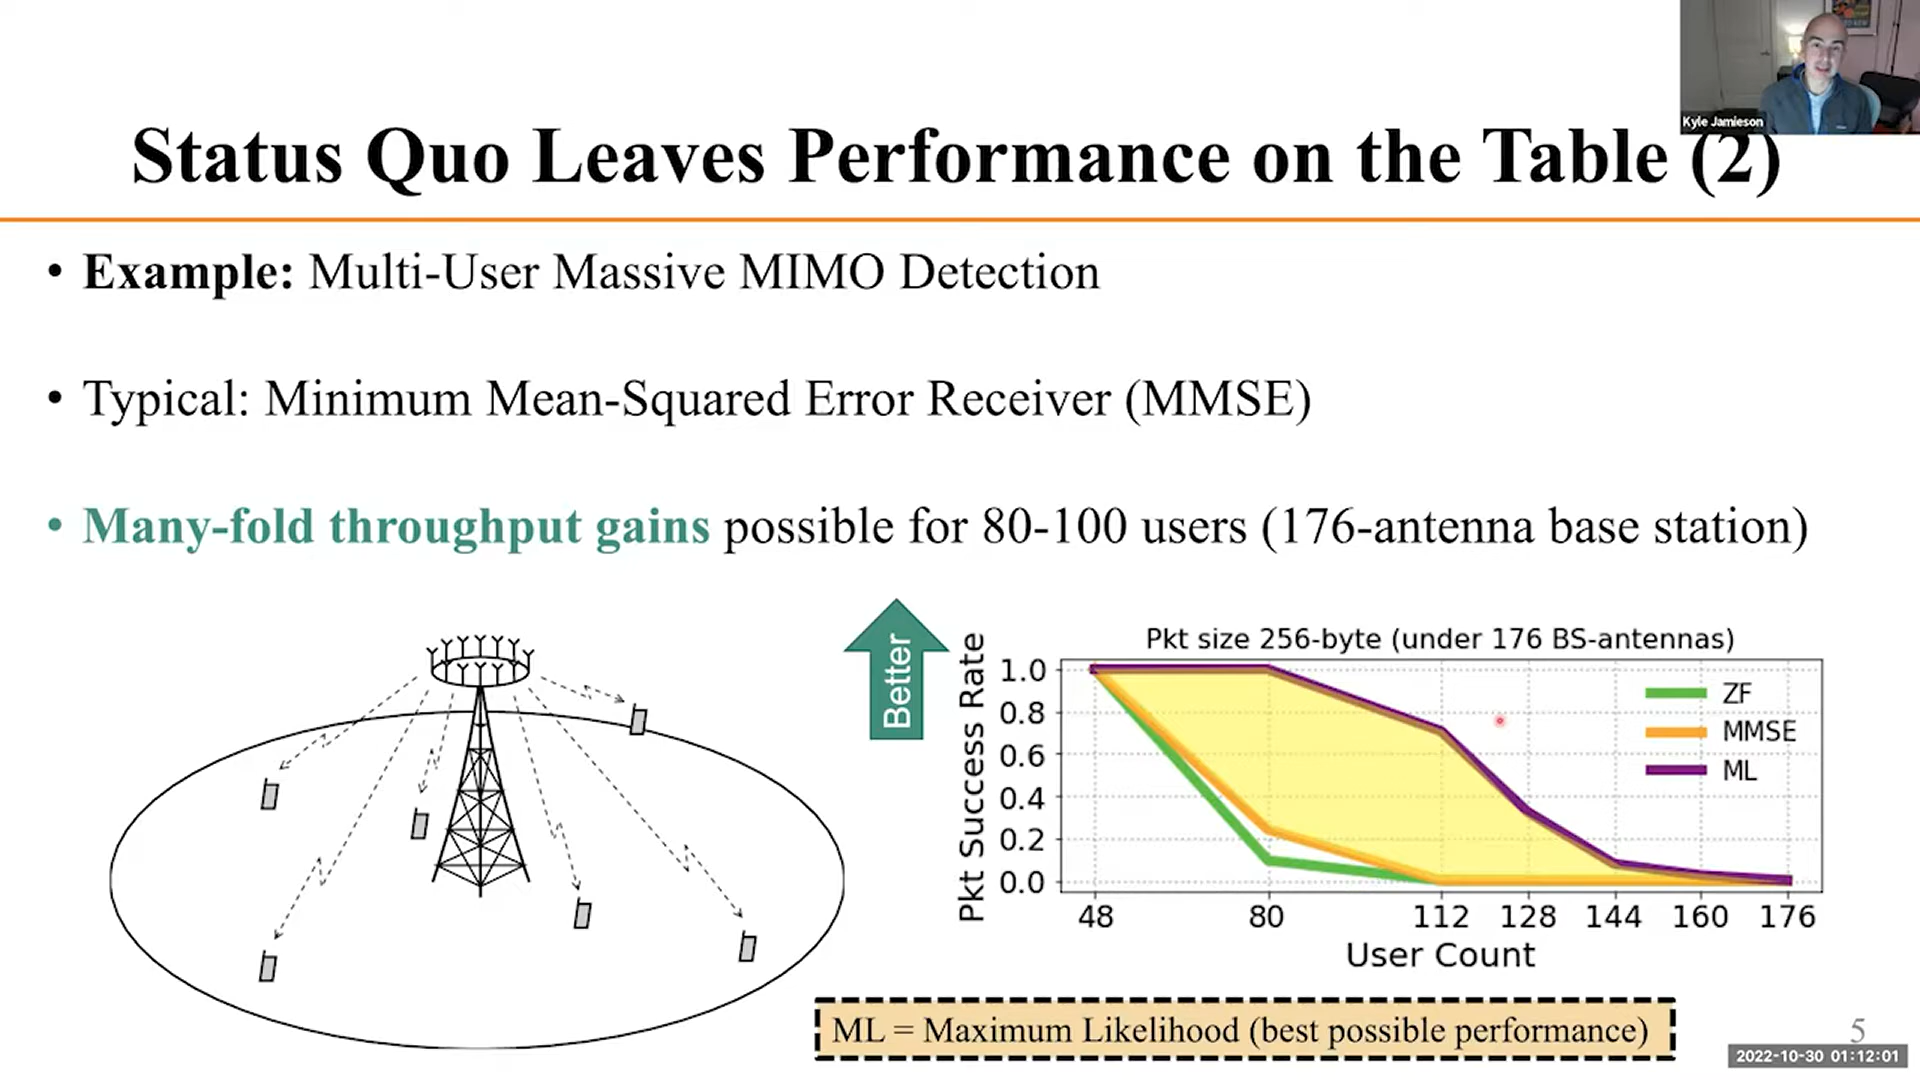 Kyle Jamieson
Status Quo Leaves Performance on the Table (2)
• Example: Multi-User Massive MIMO Detection
• Typical: Minimum Mean-Squared Error Receiver (MMSE)
• Many-fold throughput gains possible for 80-100 users (176-antenna base station)
Better
Pkt size 256-byte (under 176 BS-antennas)
Pkt Success Rate
1.0
0.8
0.6
0.4
0.2
0.0
ZF
MMSE
ML
48 80 112 128 144 160 176
User Count
ML = Maximum Likelihood (best possible performance)
5
2022-10-30 01:12:01